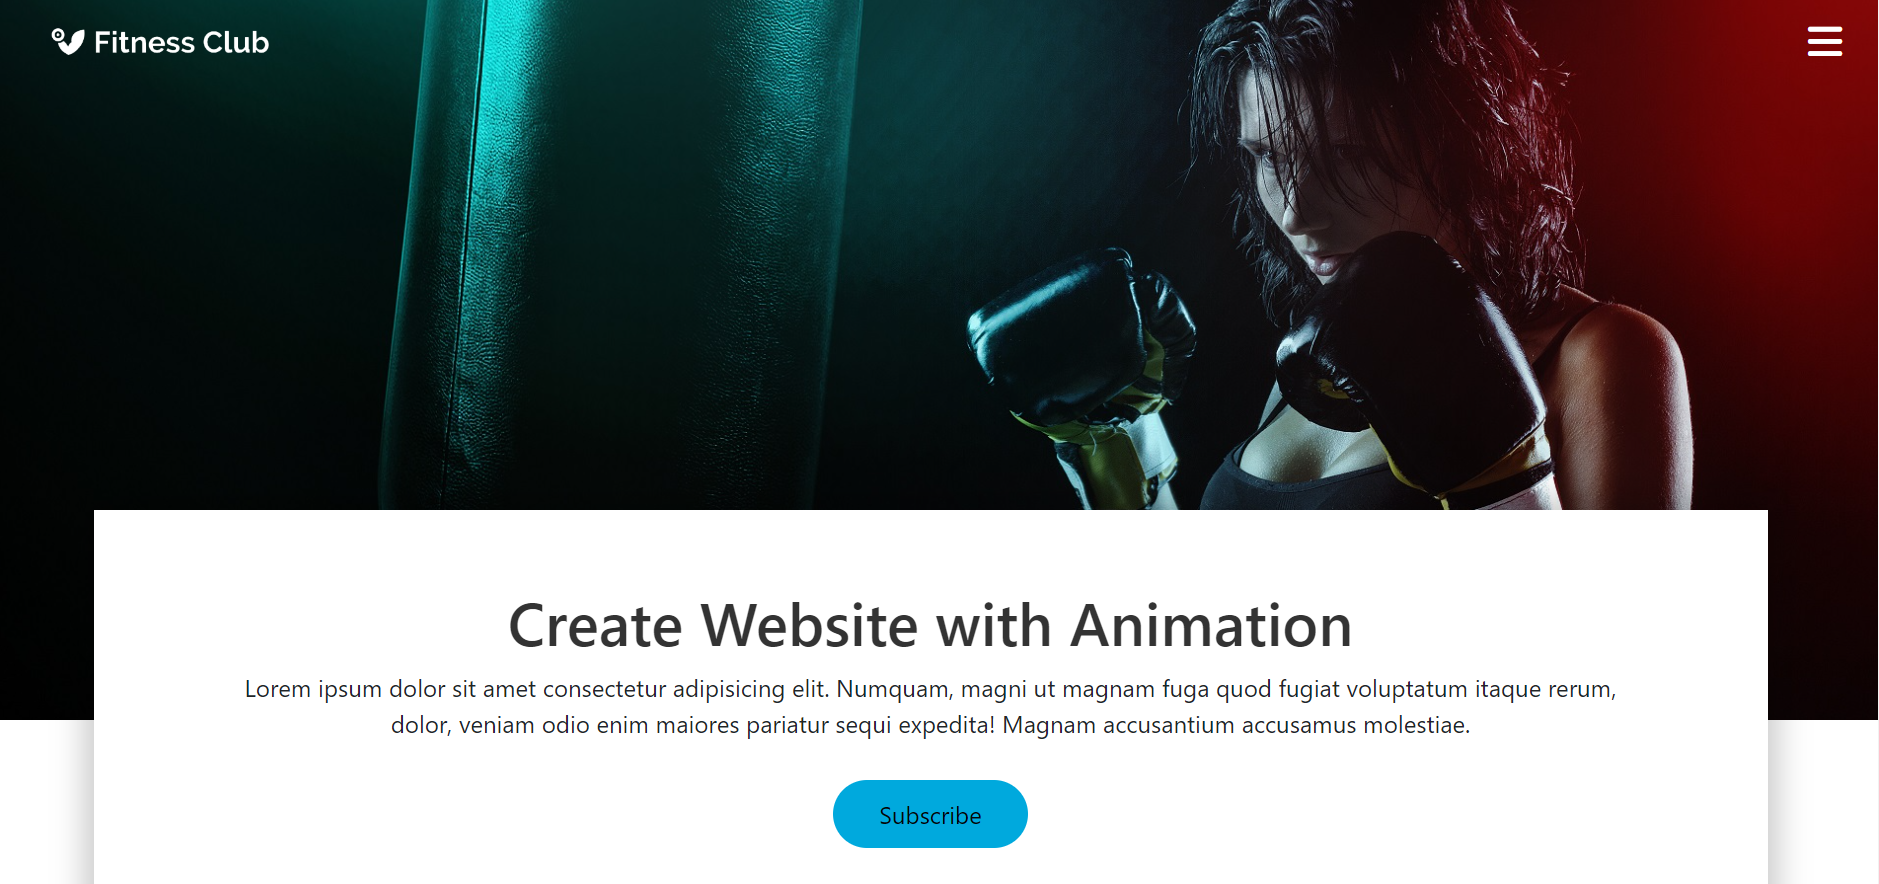 Fitness Club
Create Website with Animation
Lorem ipsum dolor sit amet consectetur adipisicing elit. Numquam, magni ut magnam fuga quod fugiat voluptatum itaque rerum,
dolor, veniam odio enim maiores pariatur sequi expedita! Magnam accusantium accusamus molestiae.
Subscribe